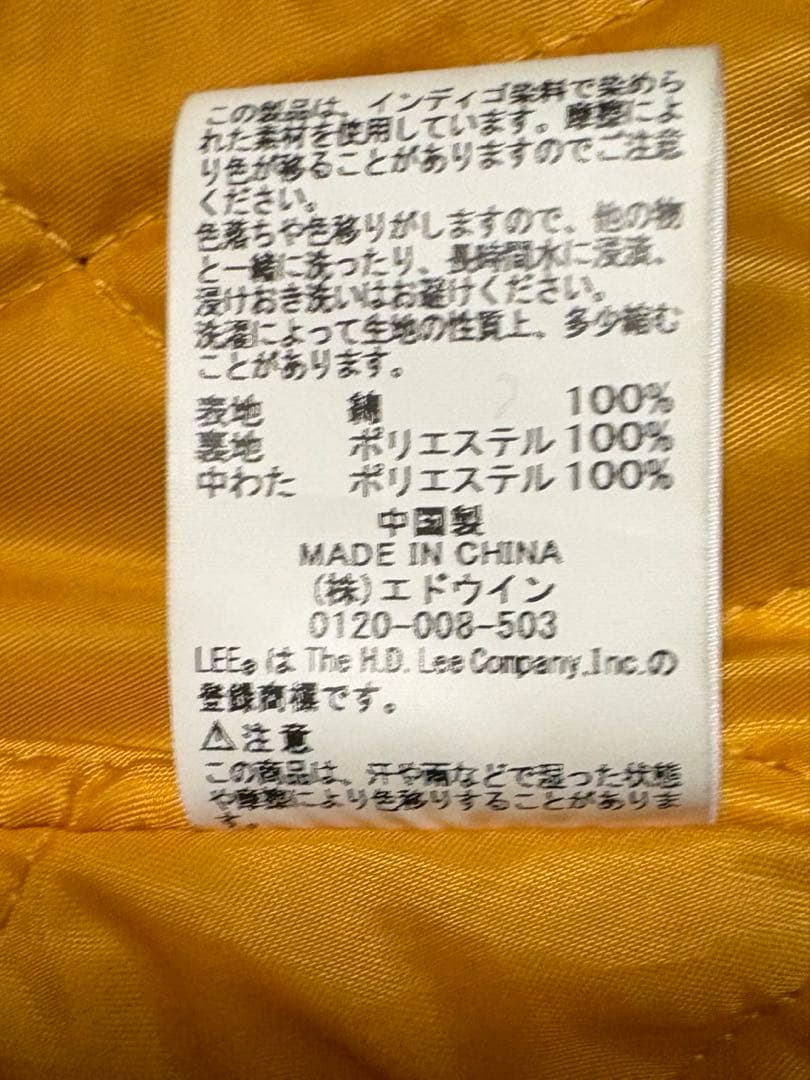 この製品は、インディゴ染料で染めら
れた素材を使用しています。摩擦によ
り色が移ることがありますのでご注意
ください。
色落ちや色移りがしますので、他の物
と一緒に洗ったり、長時間水に浸漬、
浸けおき洗いはお避けください。
洗濯によって生地の性質上、多少縮む
ことがあります。
表地 綿 100%
裏地 ポリエステル 100%
中わた ポリエステル 100%
中国製
MADE IN CHINA
(株)エドウイン
0120-008-503
LEE®は The H.D. Lee Company,Inc.の
登録商標です。
⚠注意
この商品は、汗や雨などで湿った状態
や摩擦により色移りすることがありま
す。